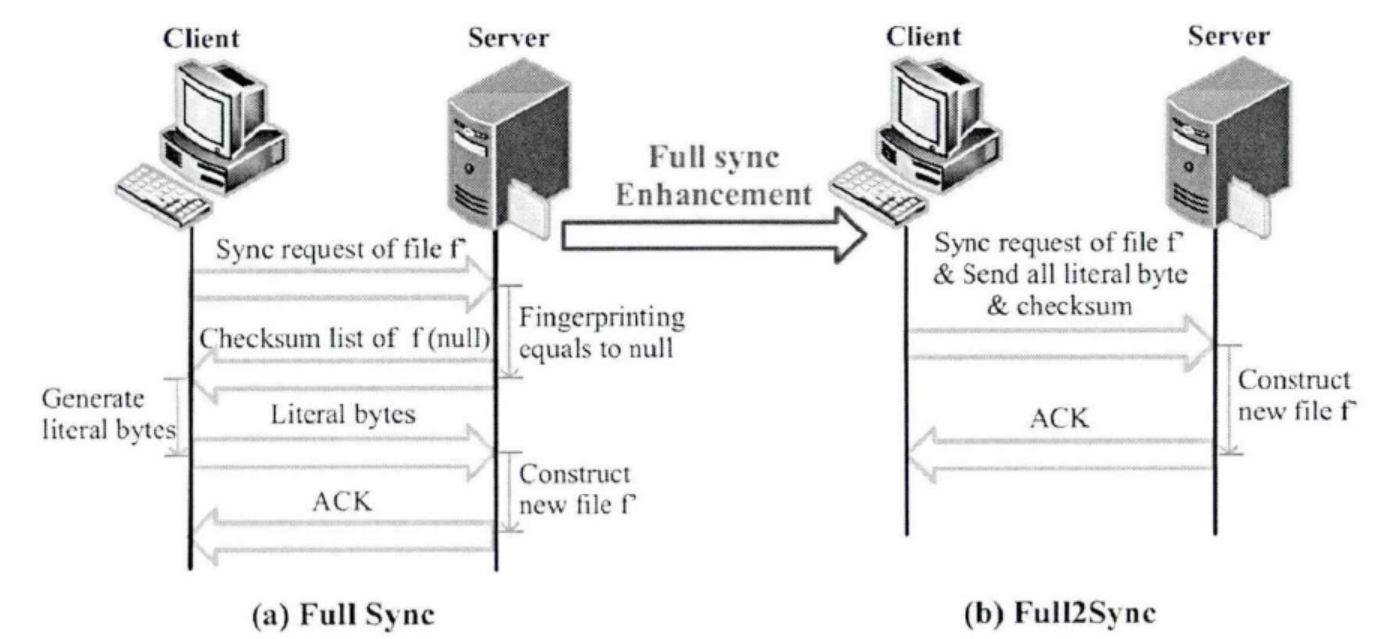 Client
Server
Sync request of file f'
Checksum list of f (null)
Fingerprinting
equals to null
Generate
literal bytes
Literal bytes
Construct
new file f'
ACK
(a) Full Sync
Full sync
Enhancement
Client
Server
Sync request of file f'
& Send all literal byte
& checksum
Construct
new file f'
ACK
(b) Full2Sync